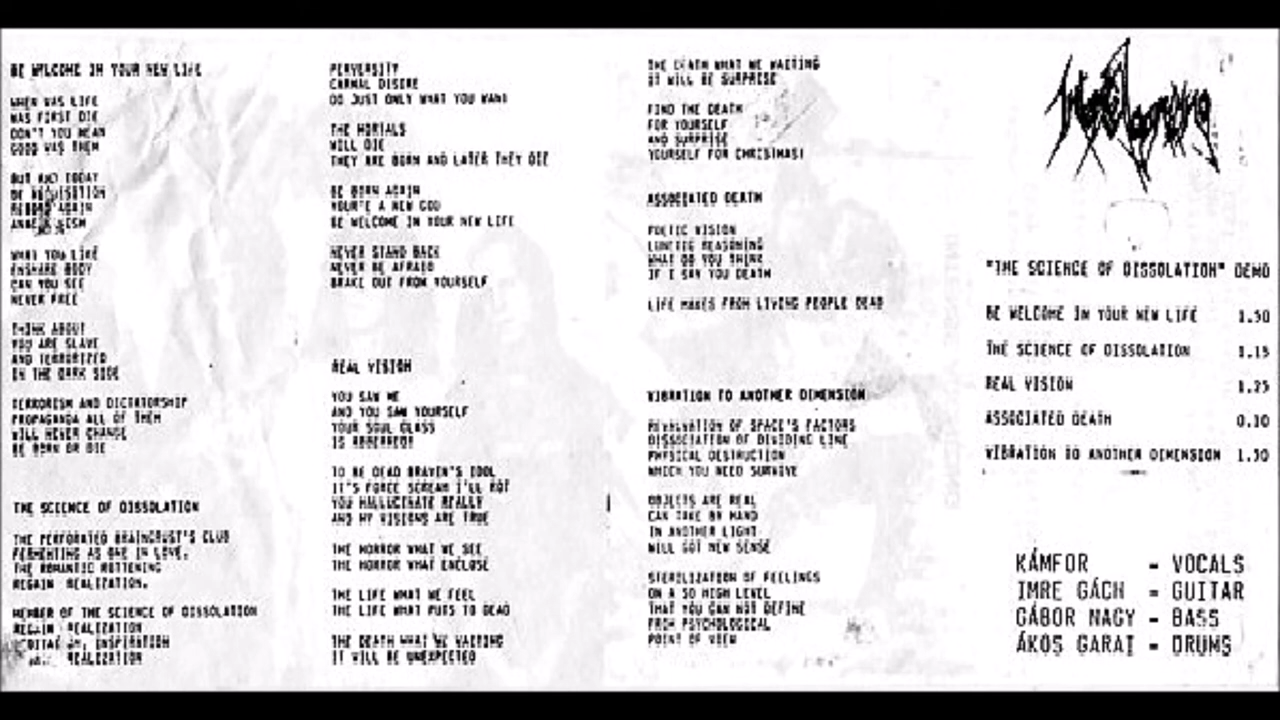 BE WELCOME IN YOUR NEW LIFE
WHEN WAS LIFE
WAS FIRST DIE
DON'T YOU MEAN
GOOD WAS THEM
BUT AND TODAY
BE REQUISITION
REBORN AGAIN
WHAT YOU LIKE
ENSHARE BODY
CAN YOU SEE
NEVER FREE
THINK ABOUT
YOU ARE SLAVE
AND TERRORIZED
IN THE DARK SIDE
TERRORISM AND DICTATORSHIP
PROPAGANDA ALL OF THEM
WILL NEVER CHANGE
BE BORN OR DIE
THE SCIENCE OF DISSOLATION
THE PERFORATED BRAINCRUST'S CLUB
FERMENTING AS ONE IN LOVE.
THE ROMANTIC ROTTENING
REGAIN REALIZATION.
MEMBER OF THE SCIENCE OF DISSOLATION
REGAIN REALIZATION
INSPIRATION
REALIZATION
PERVERSITY
CARNAL DISORE
DO JUST ONLY WHAT YOU WAND
THE MORTALS
WILL DIE
THEY ARE BORN AND LATER THEY DIE
BE BORN AGAIN
YOUR'E A NEW GOD
BE WELCOME IN YOUR NEW LIFE
NEVER STAND BACK
NEVER BE AFRAID
BRAKE OUT FROM YOURSELF
REAL VISION
YOU SAW ME
AND YOU SAW YOURSELF
YOUR SOUL GLASS
IS
TO BE DEAD IDOL
IT'S FORCE SCREAM I'LL ROT
YOU HALLUCINATE REALLY
AND MY VISIONS ARE TRUE
THE HORROR WHAT WE SEE
THE HORROR WHAT ENCLOSE
THE LIFE WHAT WE FEEL
THE LIFE WHAT PUTS TO DEAD
THE DEATH WHAT WE WAITING
IT WILL BE UNEXPECTED
THE DEATH WHAT WE WAITING
IT WILL BE SURPRISE
FIND THE DEATH
FOR YOURSELF
AND SURPRISE
YOURSELF FOR CHRISTMAS!
ASSOCIATED DEATH
POETIC VISION
LUNATIC REASONING
WHAT DO YOU THINK
IF I SAY YOU DEATH
LIFE MAKES FROM LIVING PEOPLE DEAD
VIBRATION TO ANOTHER DIMENSION
REVALVATION OF SPACE'S FACTORS
DISSOCIATION OF DIVIDING LINE
PHYSICAL DESTRUCTION
WHICH YOU NEED SURVIVE
OBJECTS ARE REAL
CAN TAKE BY HAND
IN ANOTHER LIGHT
WILL GOT NEW SENSE
STERILIZATION OF FEELINGS
ON A SO HIGH LEVEL
THAT YOU CAN NOT DEFINE
FROM PSYCHOLOGICAL
POINT OF VIEW
"THE SCIENCE OF DISSOLATION" DEMO
BE WELCOME IN YOUR NEW LIFE 1.50
THE SCIENCE OF DISSOLATION 1.15
REAL VISION 1.25
ASSOCIATED DEATH 0.10
VIBRATION TO ANOTHER DIMENSION 1.50
KÁMFOR - VOCALS
IMRE GÁCH - GUITAR
GÁBOR NAGY - BASS
ÁKOS GARAI - DRUMS